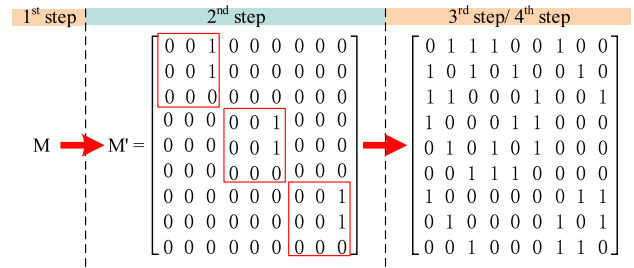 1st step 2nd step 3rd step/ 4th step
0 0 1 0 0 0 0 0 0 0 1 1 1 0 0 1 0 0
0 0 1 0 0 0 0 0 0 1 0 1 0 1 0 0 1 0
0 0 0 0 0 0 0 0 0 1 1 0 0 0 1 0 0 1
0 0 0 0 0 1 0 0 0 1 0 0 0 1 1 0 0 0
M M' = 0 0 0 0 0 1 0 0 0 0 1 0 1 0 1 0 0 0
0 0 0 0 0 0 0 0 0 0 0 1 1 1 0 0 0 0
0 0 0 0 0 0 0 0 1 1 0 0 0 0 0 0 1 1
0 0 0 0 0 0 0 0 1 0 1 0 0 0 0 1 0 1
0 0 0 0 0 0 0 0 0 0 0 1 0 0 0 1 1 0